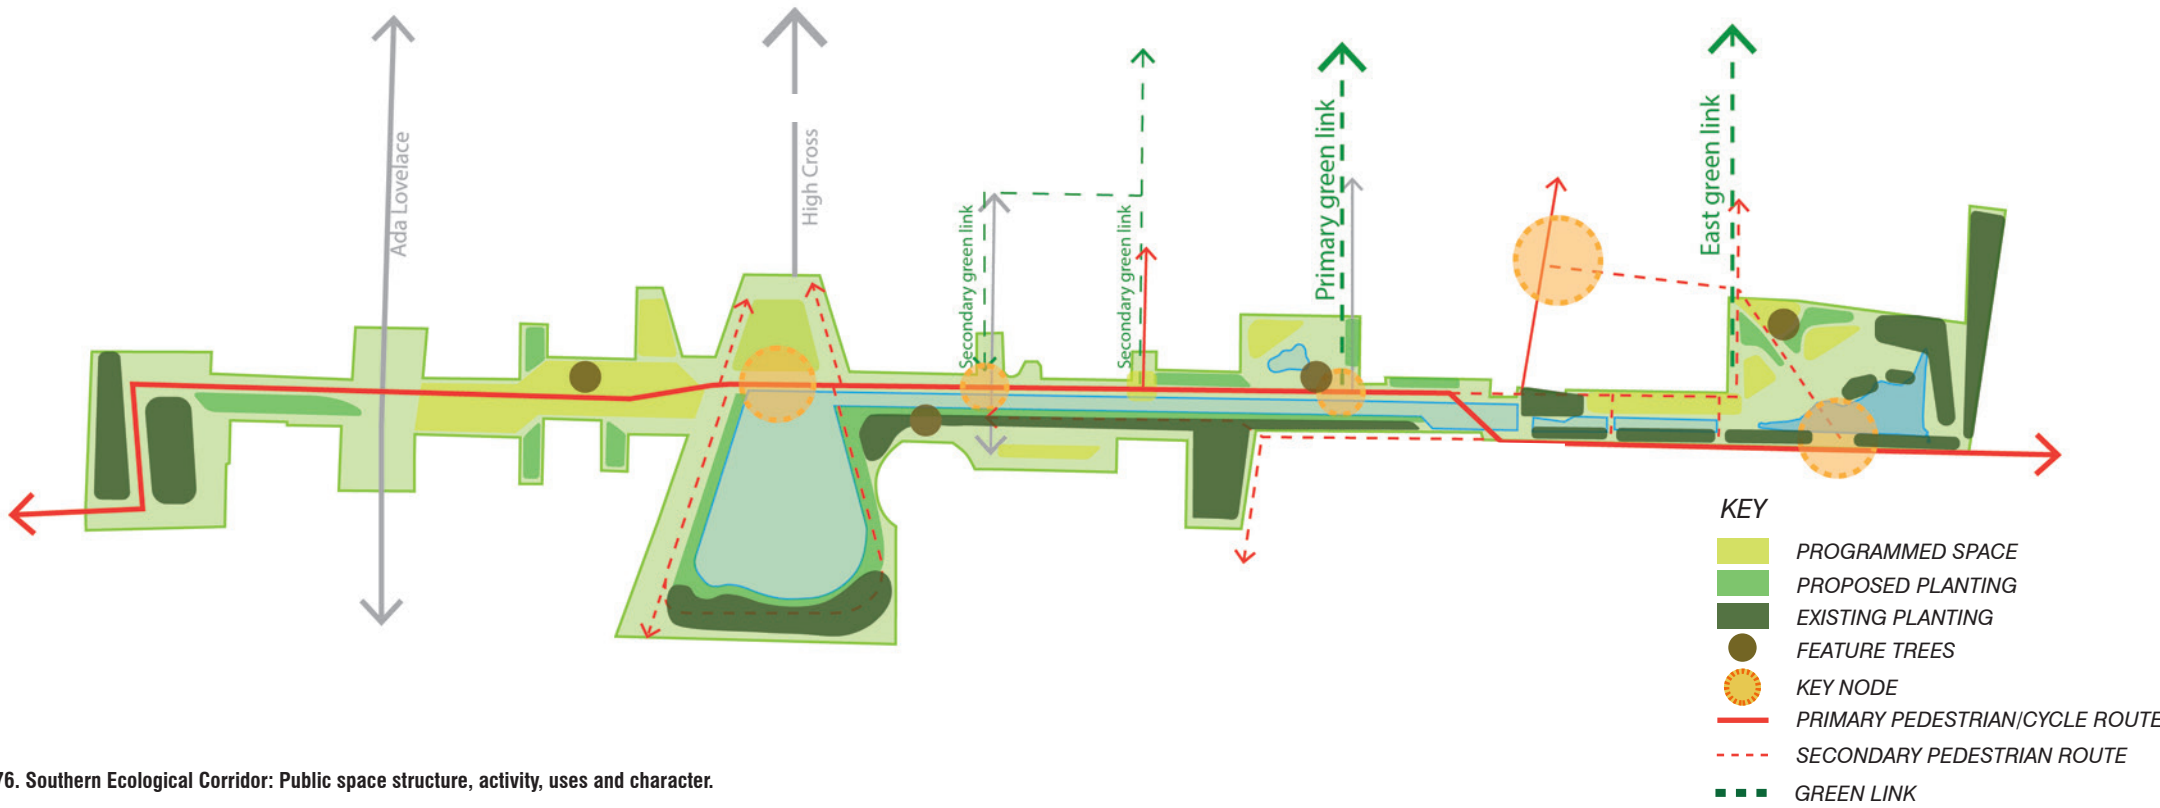 Ada Lovelace
High Cross
Secondary green link
Secondary green link
Primary green link
East green link
KEY
PROGRAMMED SPACE
PROPOSED PLANTING
EXISTING PLANTING
FEATURE TREES
KEY NODE
PRIMARY PEDESTRIAN/CYCLE ROUTE
SECONDARY PEDESTRIAN ROUTE
GREEN LINK
76. Southern Ecological Corridor: Public space structure, activity, uses and character.